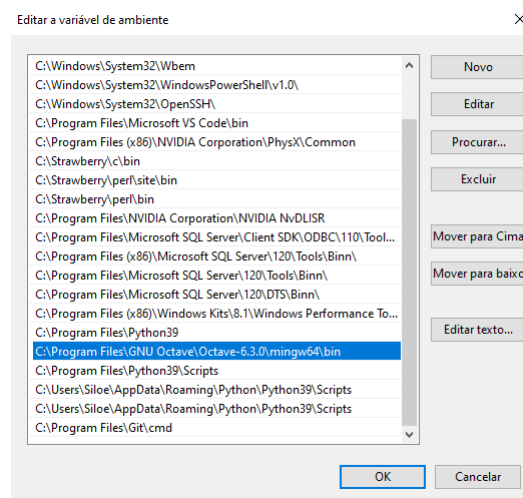 Editar a variável de ambiente
C:\Windows\System32\Wbem
C:\Windows\System32\WindowsPowerShell\v1.0\
C:\Windows\System32\OpenSSH\
C:\Program Files\Microsoft VS Code\bin
C:\Program Files (x86)\NVIDIA Corporation\PhysX\Common
C:\Strawberry\c\bin
C:\Strawberry\perl\site\bin
C:\Strawberry\perl\bin
C:\Program Files\NVIDIA Corporation\NVIDIA NvDLISR
C:\Program Files\Microsoft SQL Server\Client SDK\ODBC\110\Tool...
C:\Program Files (x86)\Microsoft SQL Server\120\Tools\Binn\
C:\Program Files\Microsoft SQL Server\120\Tools\Binn\
C:\Program Files\Microsoft SQL Server\120\DTS\Binn\
C:\Program Files (x86)\Windows Kits\8.1\Windows Performance To...
C:\Program Files\Python39
C:\Program Files\GNU Octave\Octave-6.3.0\mingw64\bin
C:\Program Files\Python39\Scripts
C:\Users\Siloe\AppData\Roaming\Python\Python39\Scripts
C:\Users\Siloe\AppData\Roaming\Python\Python39\Scripts
C:\Program Files\Git\cmd
Novo
Editar
Procurar...
Excluir
Mover para Cima
Mover para baixo
Editar texto...
OK
Cancelar